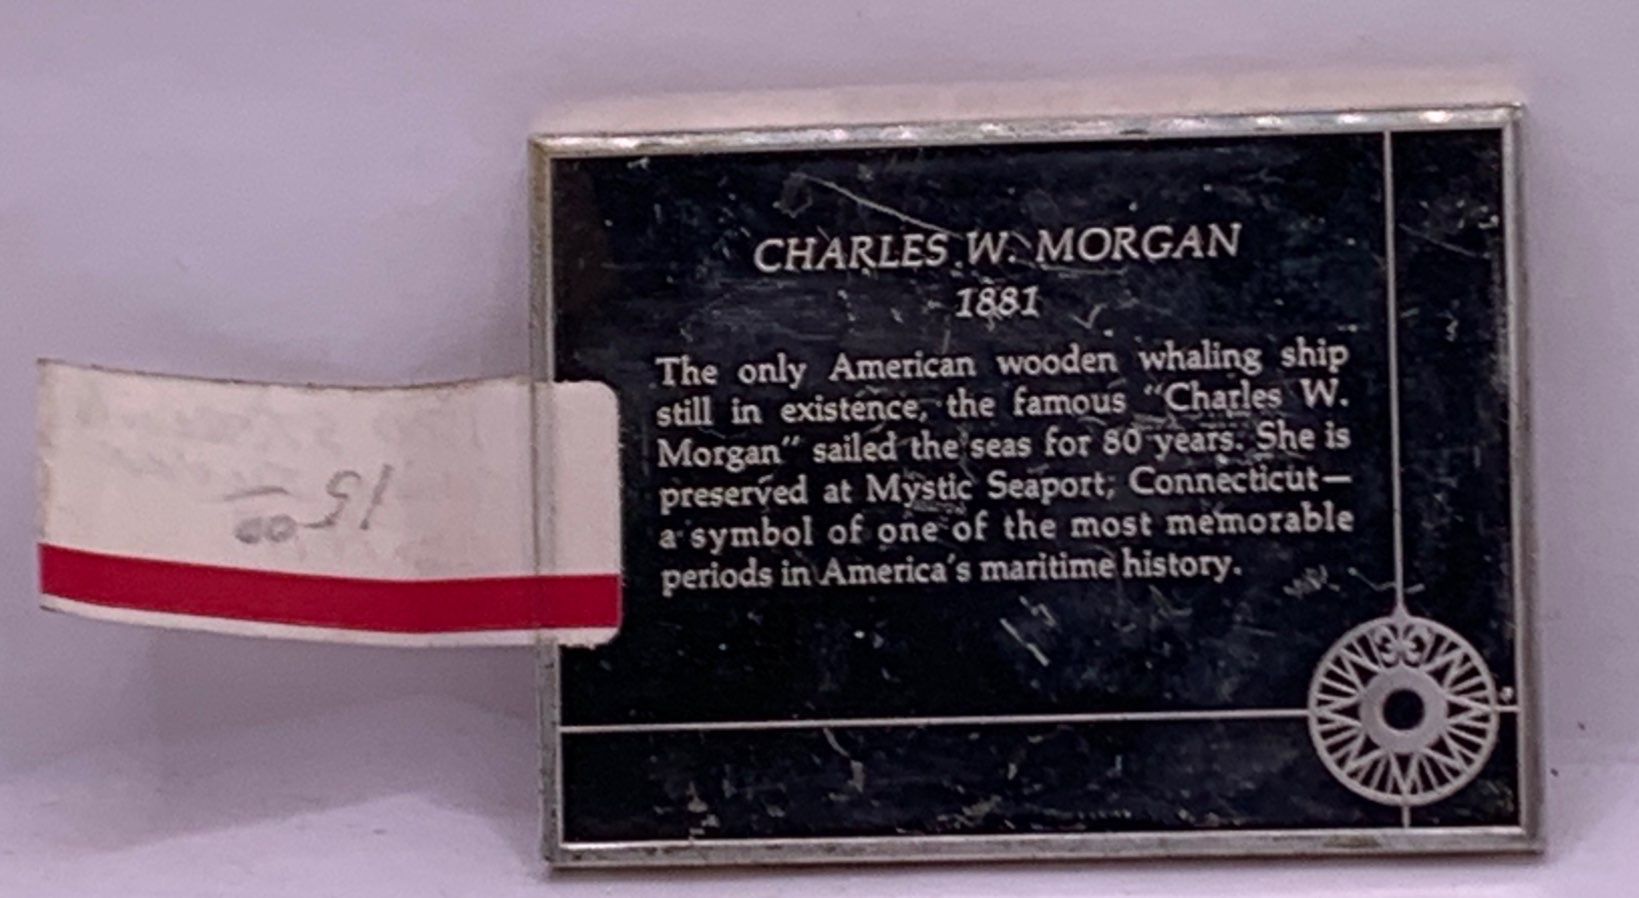 CHARLES W. MORGAN
1881
The only American wooden whaling ship
still in existence, the famous "Charles W.
Morgan" sailed the seas for 80 years. She is
preserved at Mystic Seaport, Connecticut—
a symbol of one of the most memorable
periods in America's maritime history.
15 00